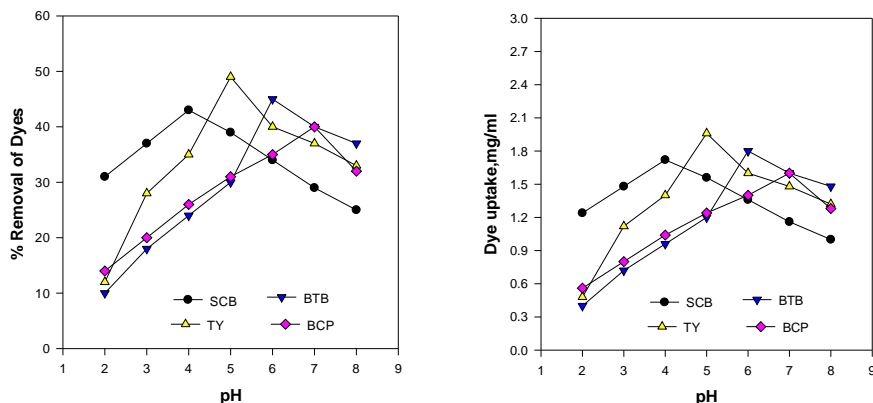 60
50
40
30
20
10
0
% Removal of Dyes
1 2 3 4 5 6 7 8 9
pH
SCB BTB
TY BCP
3.0
2.7
2.4
2.1
1.8
1.5
1.2
0.9
0.6
0.3
0.0
Dye uptake,mg/ml
1 2 3 4 5 6 7 8 9
pH
SCB BTB
TY BCP